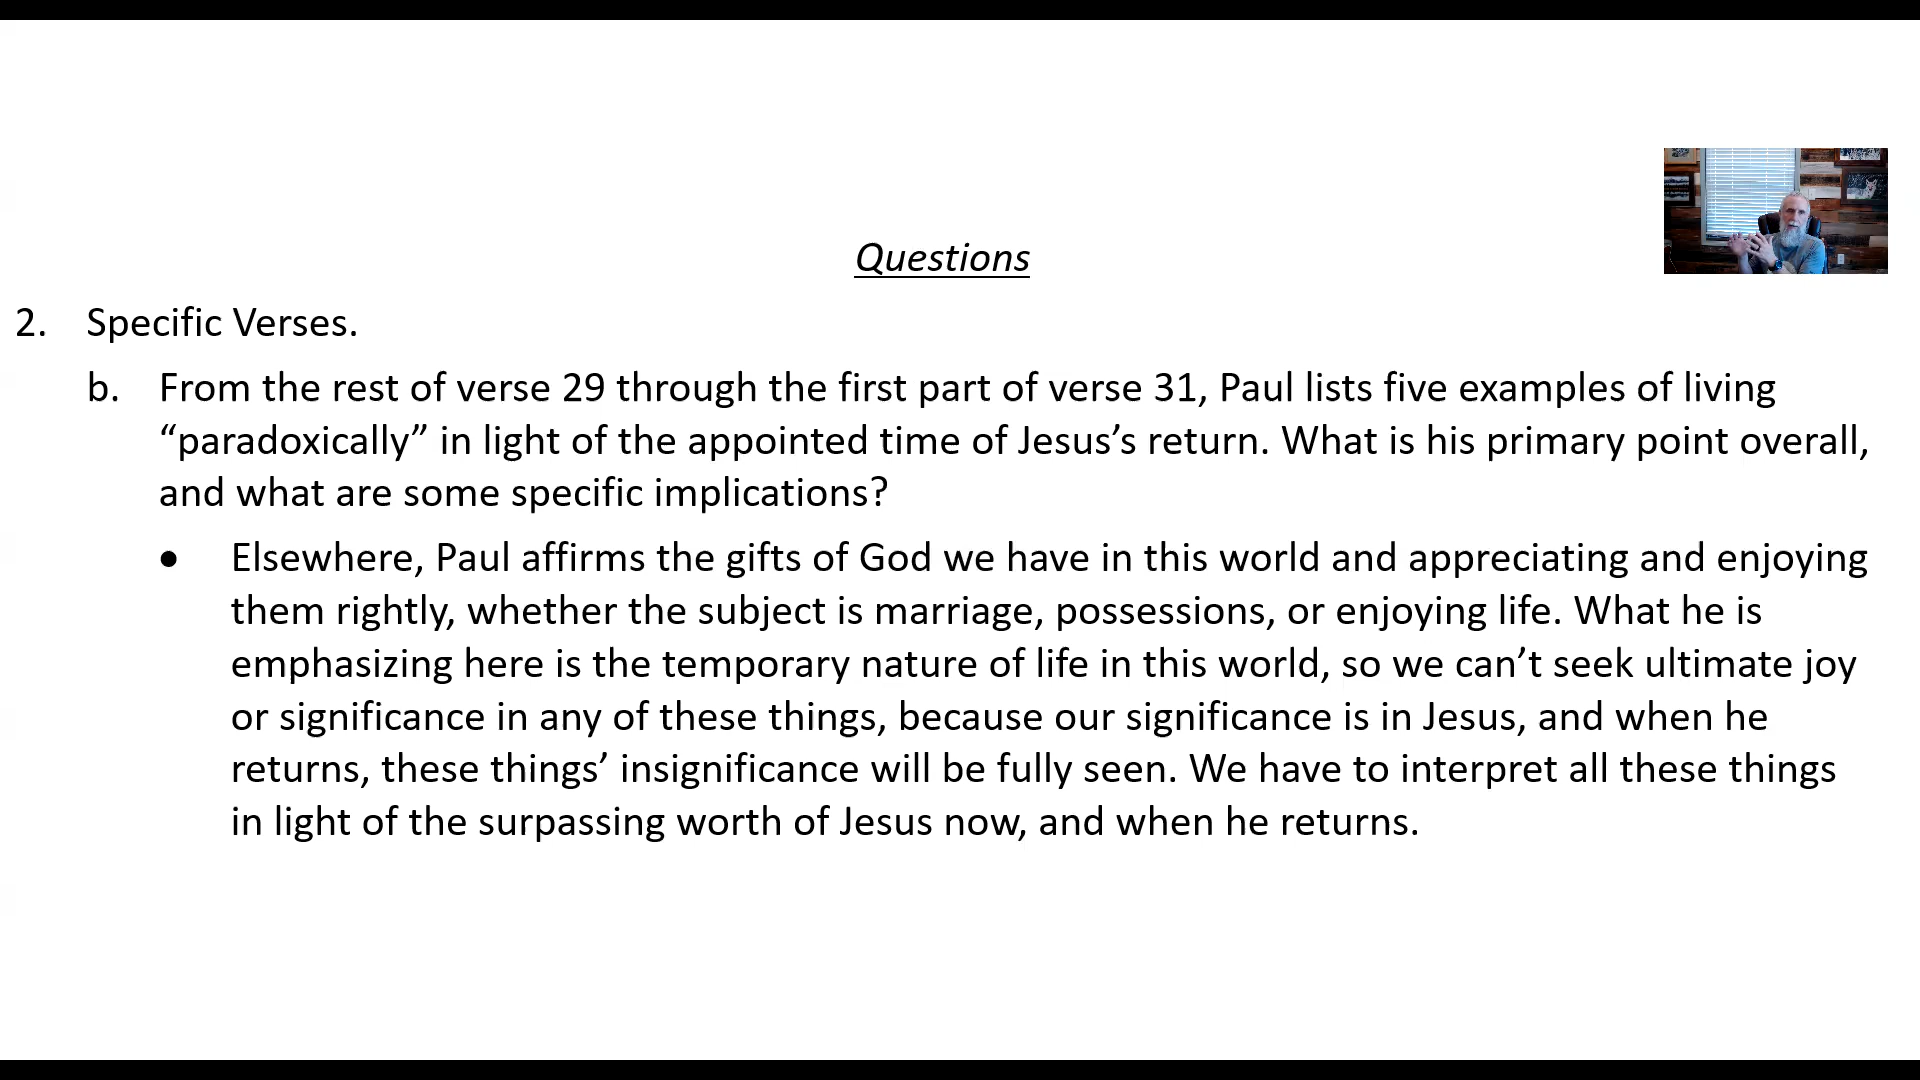 Questions
2. Specific Verses.
b. From the rest of verse 29 through the first part of verse 31, Paul lists five examples of living
“paradoxically” in light of the appointed time of Jesus’s return. What is his primary point overall,
and what are some specific implications?
• Elsewhere, Paul affirms the gifts of God we have in this world and appreciating and enjoying
them rightly, whether the subject is marriage, possessions, or enjoying life. What he is
emphasizing here is the temporary nature of life in this world, so we can’t seek ultimate joy
or significance in any of these things, because our significance is in Jesus, and when he
returns, these things’ insignificance will be fully seen. We have to interpret all these things
in light of the surpassing worth of Jesus now, and when he returns.